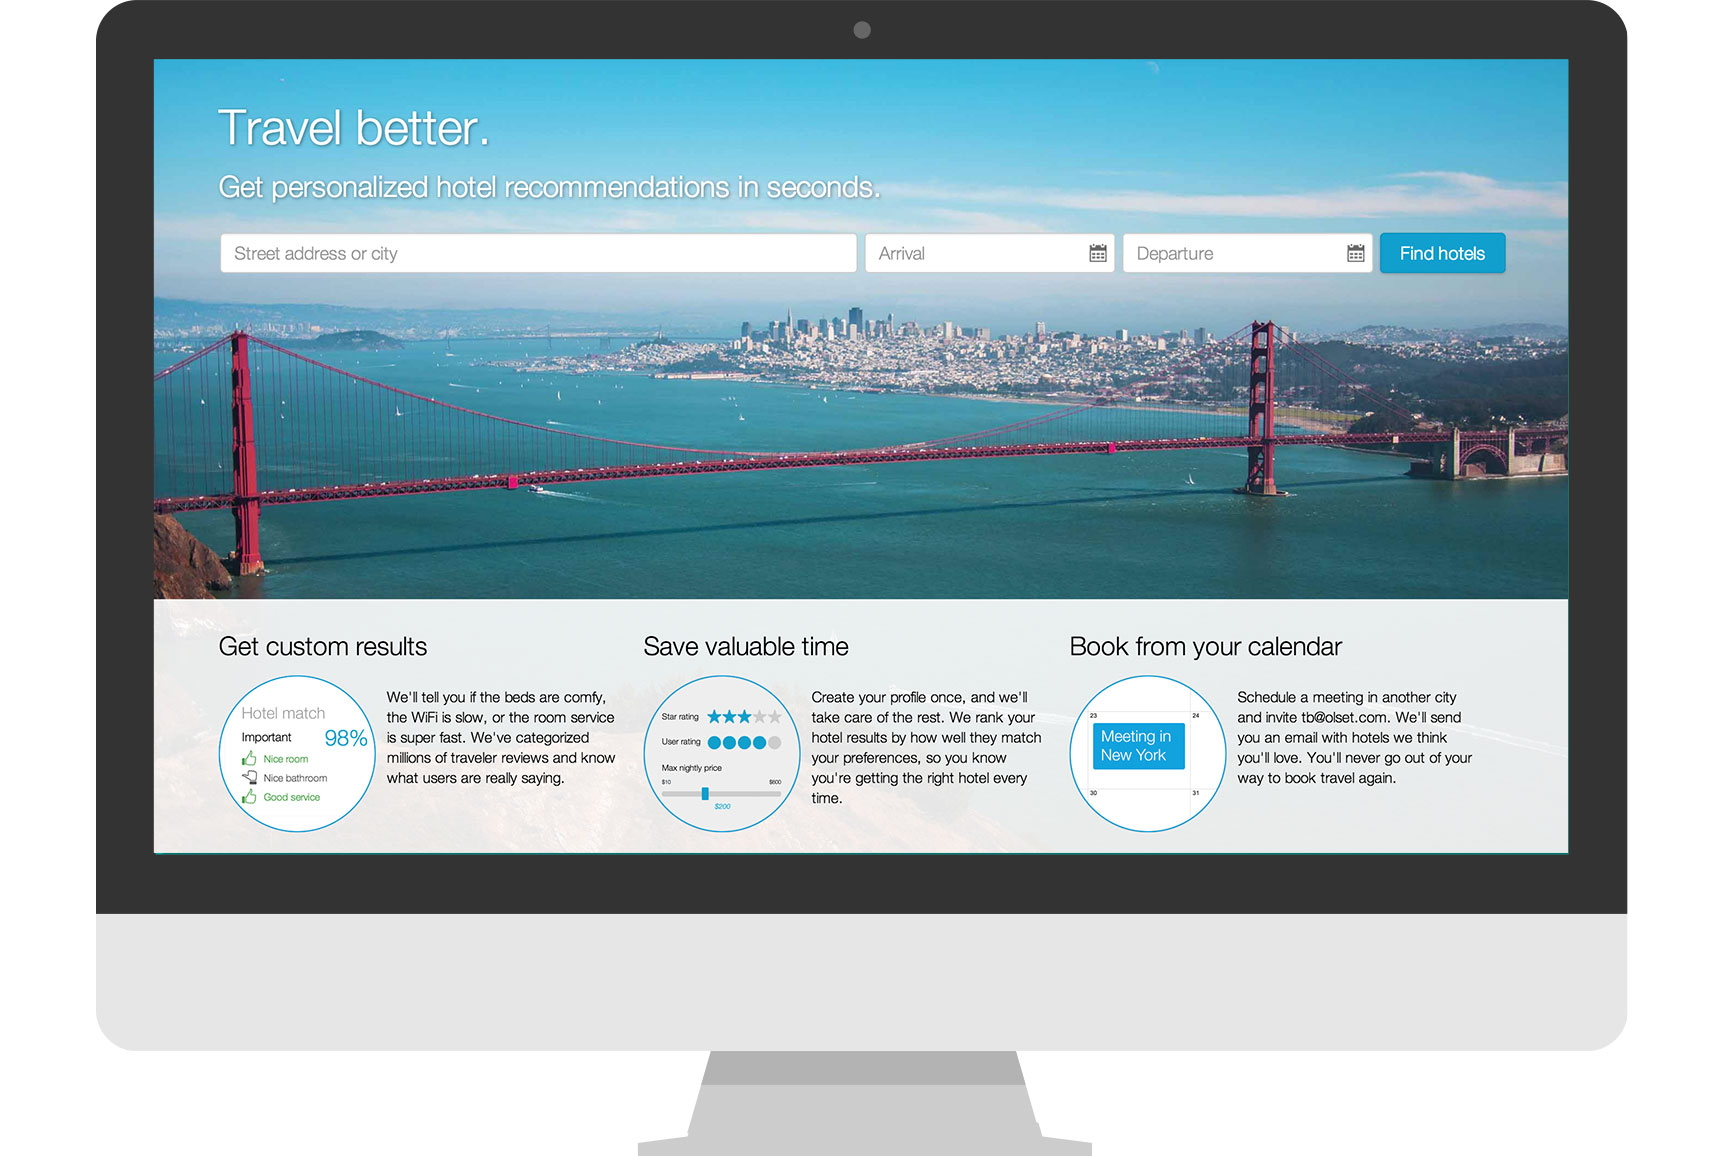 Travel better.
Get personalized hotel recommendations in seconds.
Street address or city
Arrival
Departure
Find hotels
Get custom results
Hotel match
Important
98%
Nice room
Nice bathroom
Good service
We'll tell you if the beds are comfy,
the WiFi is slow, or the room service
is super fast. We've categorized
millions of traveler reviews and know
what users are really saying.
Save valuable time
Star rating
User rating
Max nightly price
$10
$600
$200
Create your profile once, and we'll
take care of the rest. We rank your
hotel results by how well they match
your preferences, so you know
you're getting the right hotel every
time.
Book from your calendar
23
24
Meeting in
New York
30
31
Schedule a meeting in another city
and invite tb@olset.com. We'll send
you an email with hotels we think
you'll love. You'll never go out of your
way to book travel again.